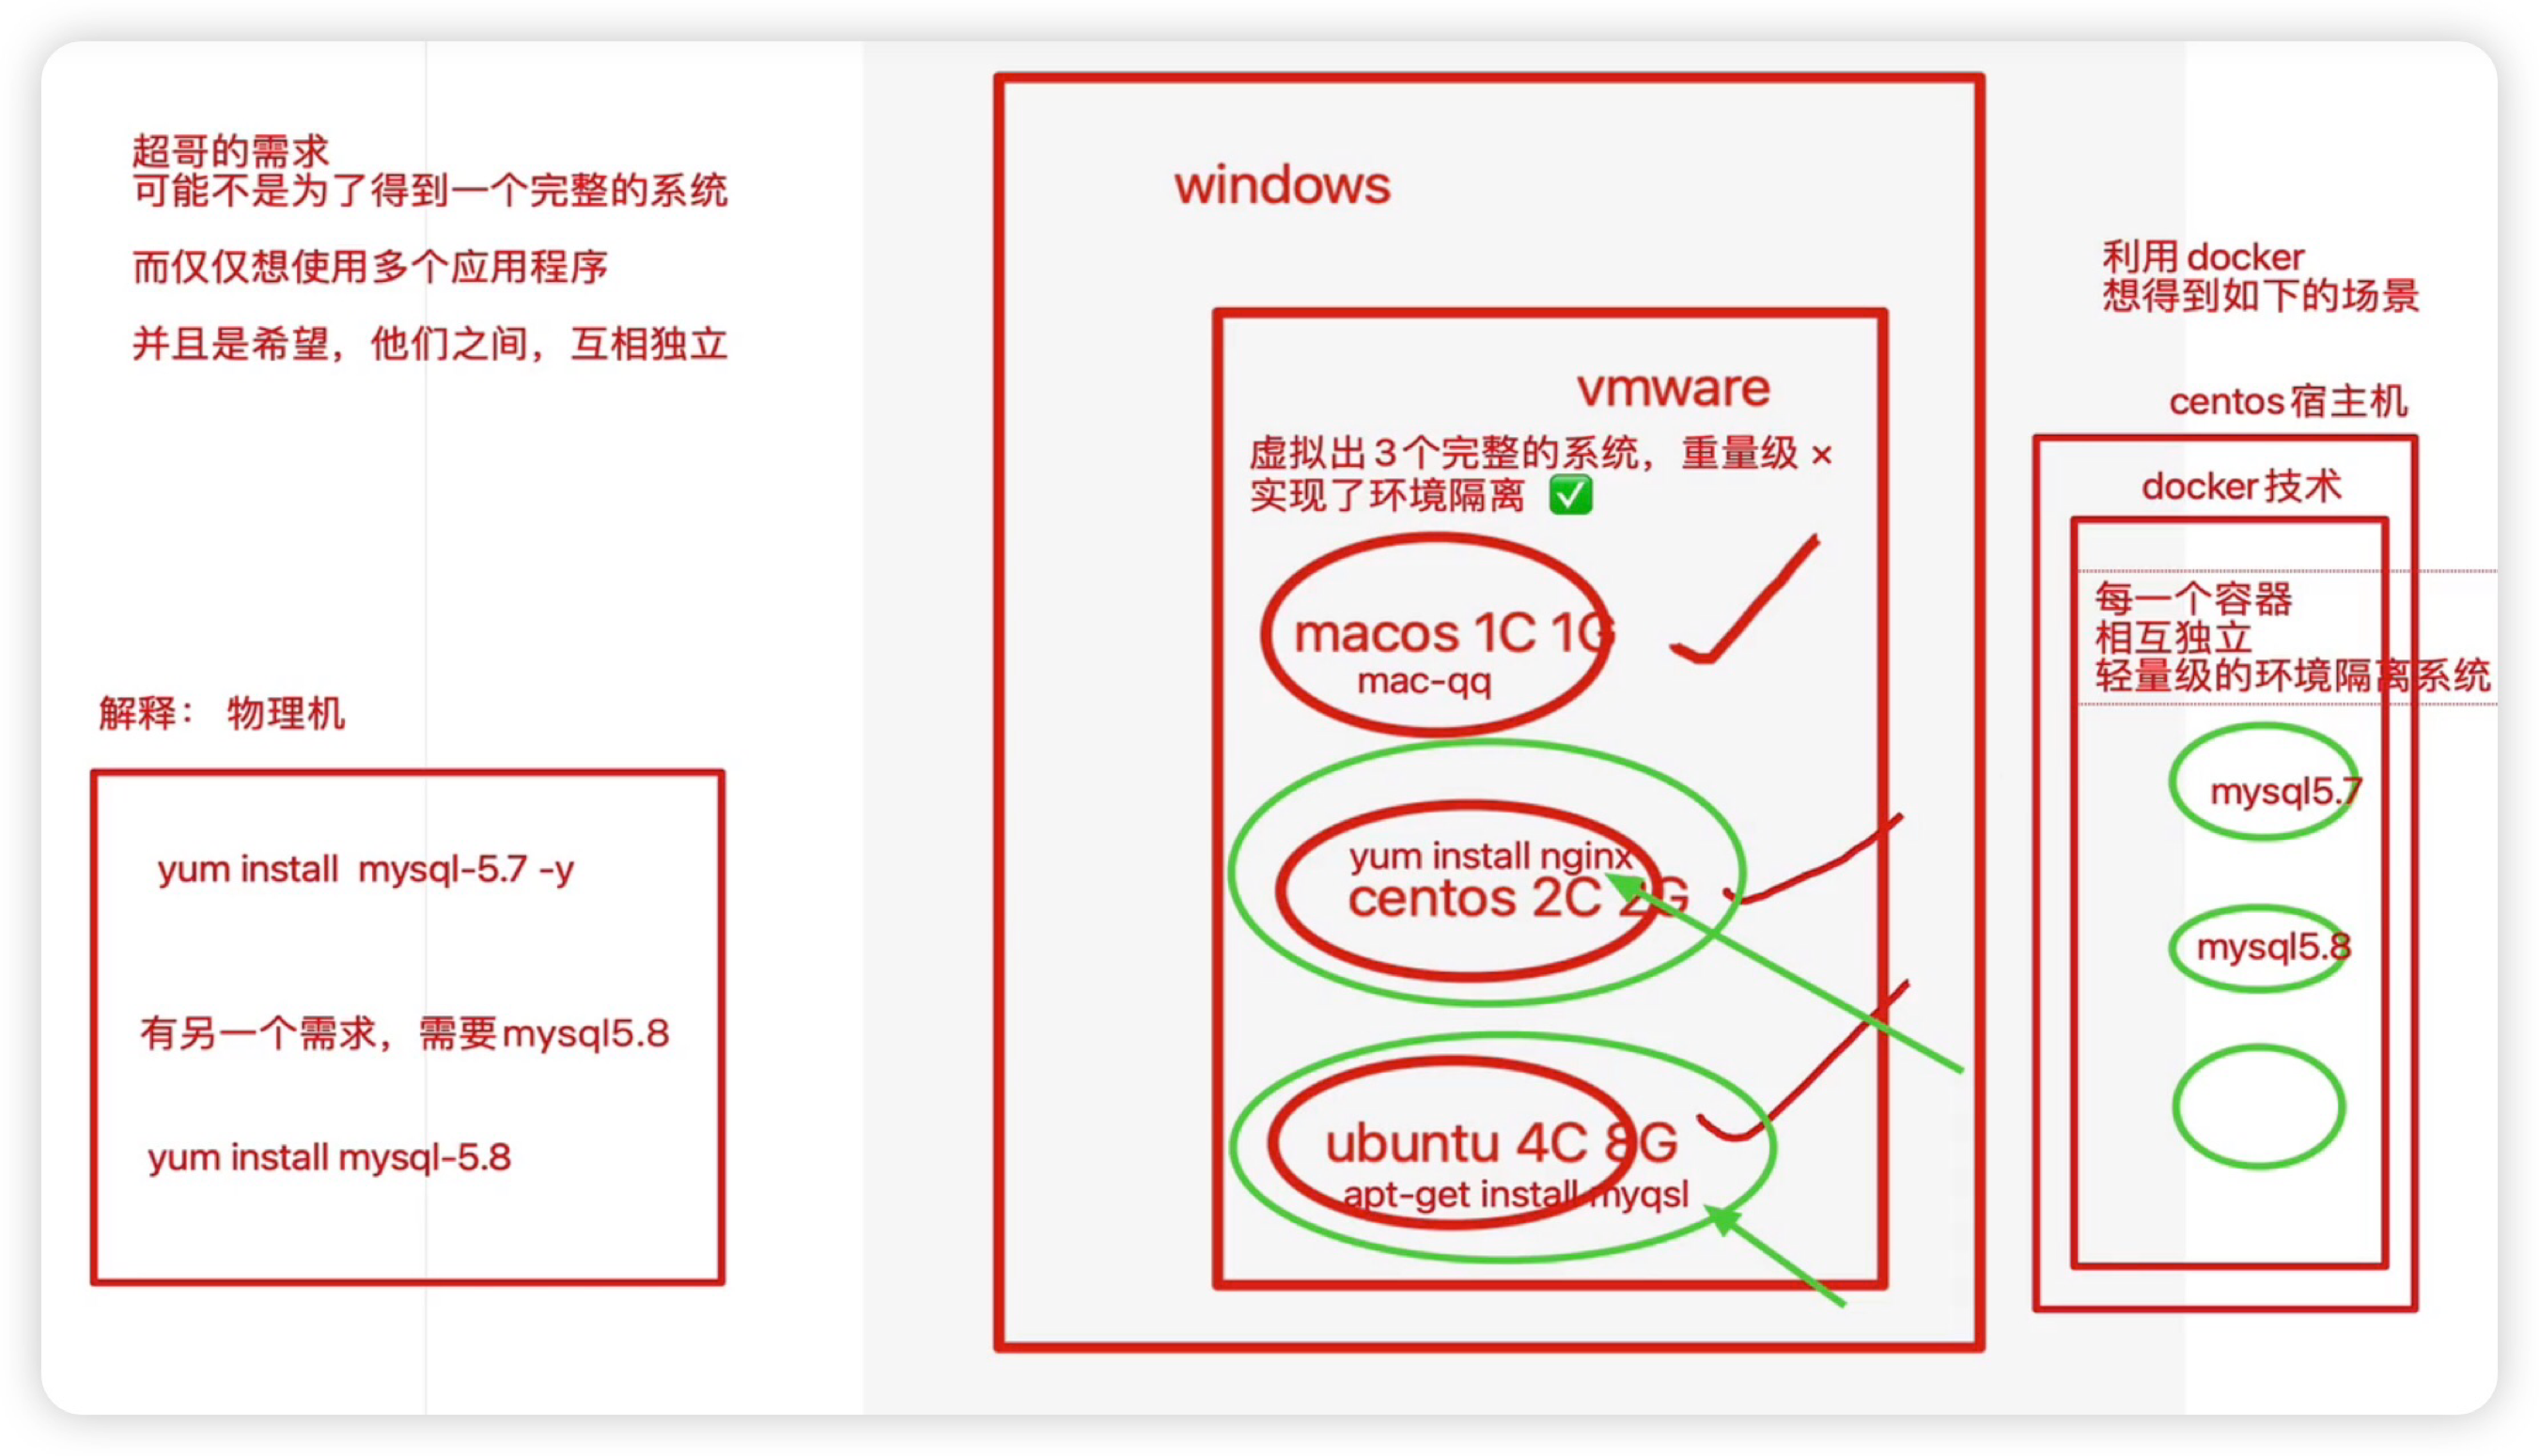 超哥的需求
可能不是为了得到一个完整的系统
而仅仅想使用多个应用程序
并且是希望，他们之间，互相独立
解释： 物理机
yum install  mysql-5.7 -y
有另一个需求，需要mysql5.8
yum install mysql-5.8
windows
vmware
虚拟出3个完整的系统，重量级 ×
实现了环境隔离 ✅
macos 1C 1G
mac-qq
yum install nginx
centos 2C 2G
ubuntu 4C 8G
apt-get install myqsl
利用docker
想得到如下的场景
centos宿主机
docker技术
每一个容器
相互独立
轻量级的环境隔离系统
mysql5.7
mysql5.8